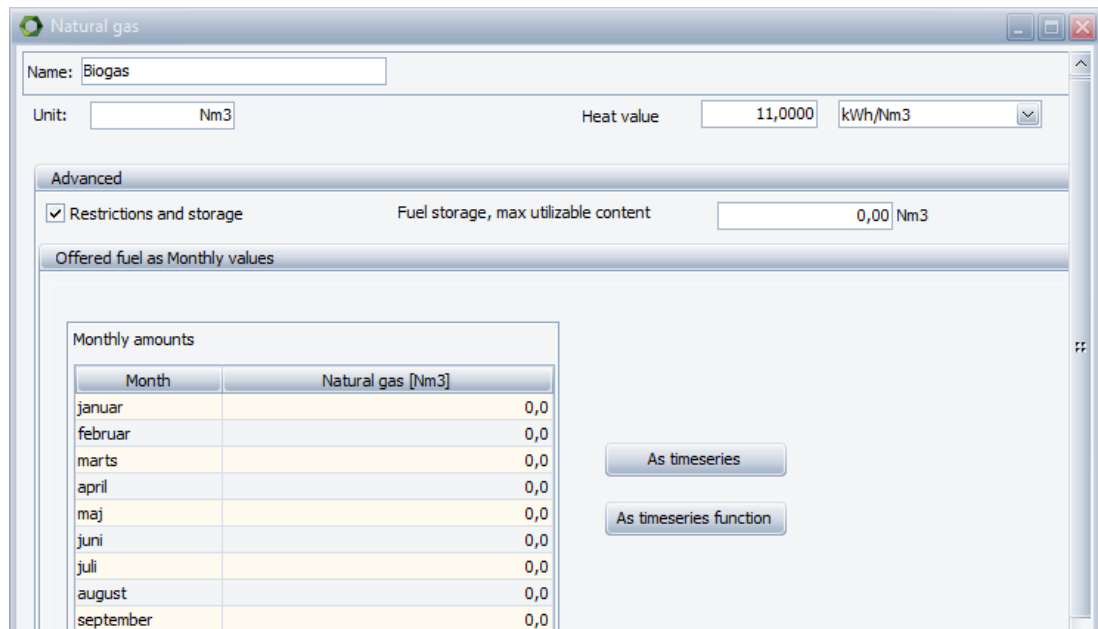 Natural gas
Name: Biogas
Unit: Nm3 Heat value 11,0000 kWh/Nm3
Advanced
Restrictions and storage Fuel storage, max utilizable content 0,00 Nm3
Offered fuel as Monthly values
Monthly amounts
Month Natural gas [Nm3]
januar 0,0
februar 0,0
marts 0,0
As timeseries
april 0,0
maj 0,0
As timeseries function
juni 0,0
juli 0,0
august 0,0
september 0,0